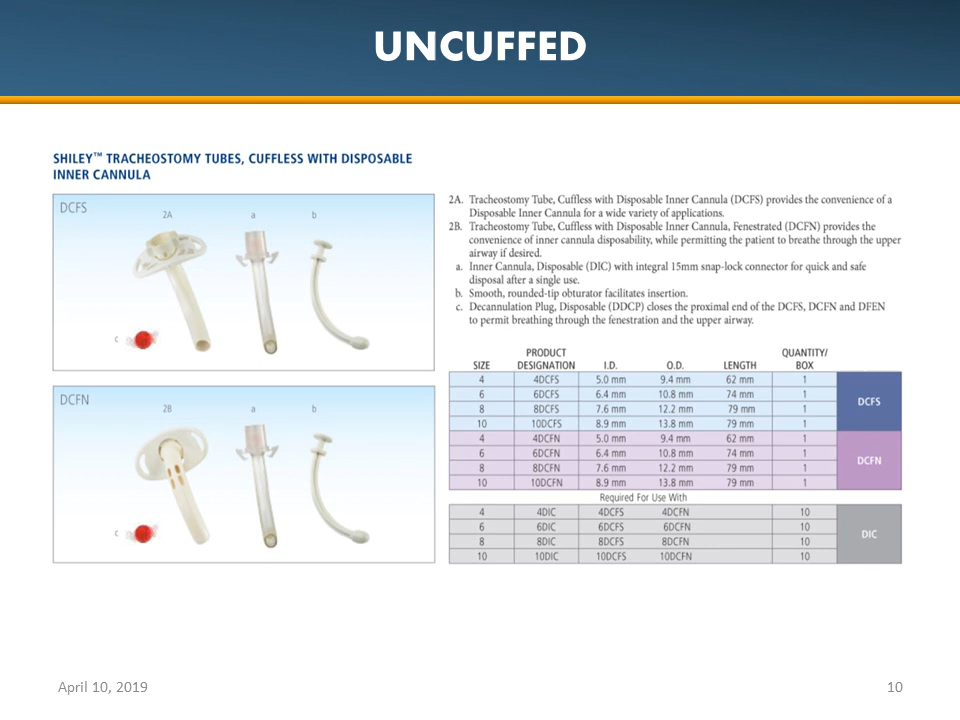 UNCUFFED
SHILEY™ TRACHEOSTOMY TUBES, CUFFLESS WITH DISPOSABLE
INNER CANNULA
DCFS
2A a b
c
DCFN
2B a b
c
2A. Tracheostomy Tube, Cuffless with Disposable Inner Cannula (DCFS) provides the convenience of a
Disposable Inner Cannula for a wide variety of applications.
2B. Tracheostomy Tube, Cuffless with Disposable Inner Cannula, Fenestrated (DCFN) provides the
convenience of inner cannula disposability, while permitting the patient to breathe through the upper
airway if desired.
a. Inner Cannula, Disposable (DIC) with integral 15mm snap-lock connector for quick and safe
disposal after a single use.
b. Smooth, rounded-tip obturator facilitates insertion.
c. Decannulation Plug, Disposable (DDCP) closes the proximal end of the DCFS, DCFN and DFEN
to permit breathing through the fenestration and the upper airway.
PRODUCT QUANTITY/
SIZE DESIGNATION I.D. O.D. LENGTH BOX
4 4DCFS 5.0 mm 9.4 mm 62 mm 1
6 6DCFS 6.4 mm 10.8 mm 74 mm 1
8 8DCFS 7.6 mm 12.2 mm 79 mm 1
10 10DCFS 8.9 mm 13.8 mm 79 mm 1
DCFS
4 4DCFN 5.0 mm 9.4 mm 62 mm 1
6 6DCFN 6.4 mm 10.8 mm 74 mm 1
8 8DCFN 7.6 mm 12.2 mm 79 mm 1
10 10DCFN 8.9 mm 13.8 mm 79 mm 1
DCFN
Required For Use With
4 4DIC 4DCFS 4DCFN 10
6 6DIC 6DCFS 6DCFN 10
8 8DIC 8DCFS 8DCFN 10
10 10DIC 10DCFS 10DCFN 10
DIC
April 10, 2019 10